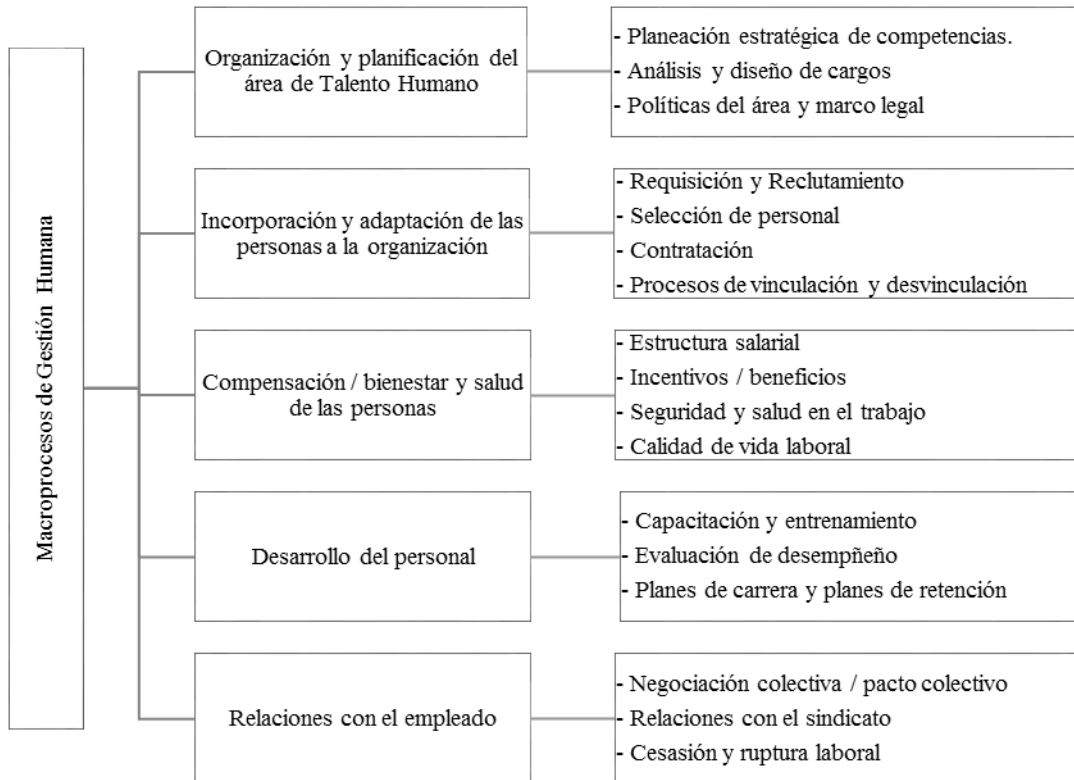 Macroprocesos de Gestión Humana
Organización y planificación del
área de Talento Humano
- Planeación estratégica de competencias.
- Análisis y diseño de cargos
- Políticas del área y marco legal
Incorporación y adaptación de las
personas a la organización
- Requisición y Reclutamiento
- Selección de personal
- Contratación
- Procesos de vinculación y desvinculación
Compensación / bienestar y salud
de las personas
- Estructura salarial
- Incentivos / beneficios
- Seguridad y salud en el trabajo
- Calidad de vida laboral
Desarrollo del personal
- Capacitación y entrenamiento
- Evaluación de desempñeño
- Planes de carrera y planes de retención
Relaciones con el empleado
- Negociación colectiva / pacto colectivo
- Relaciones con el sindicato
- Cesasión y ruptura laboral